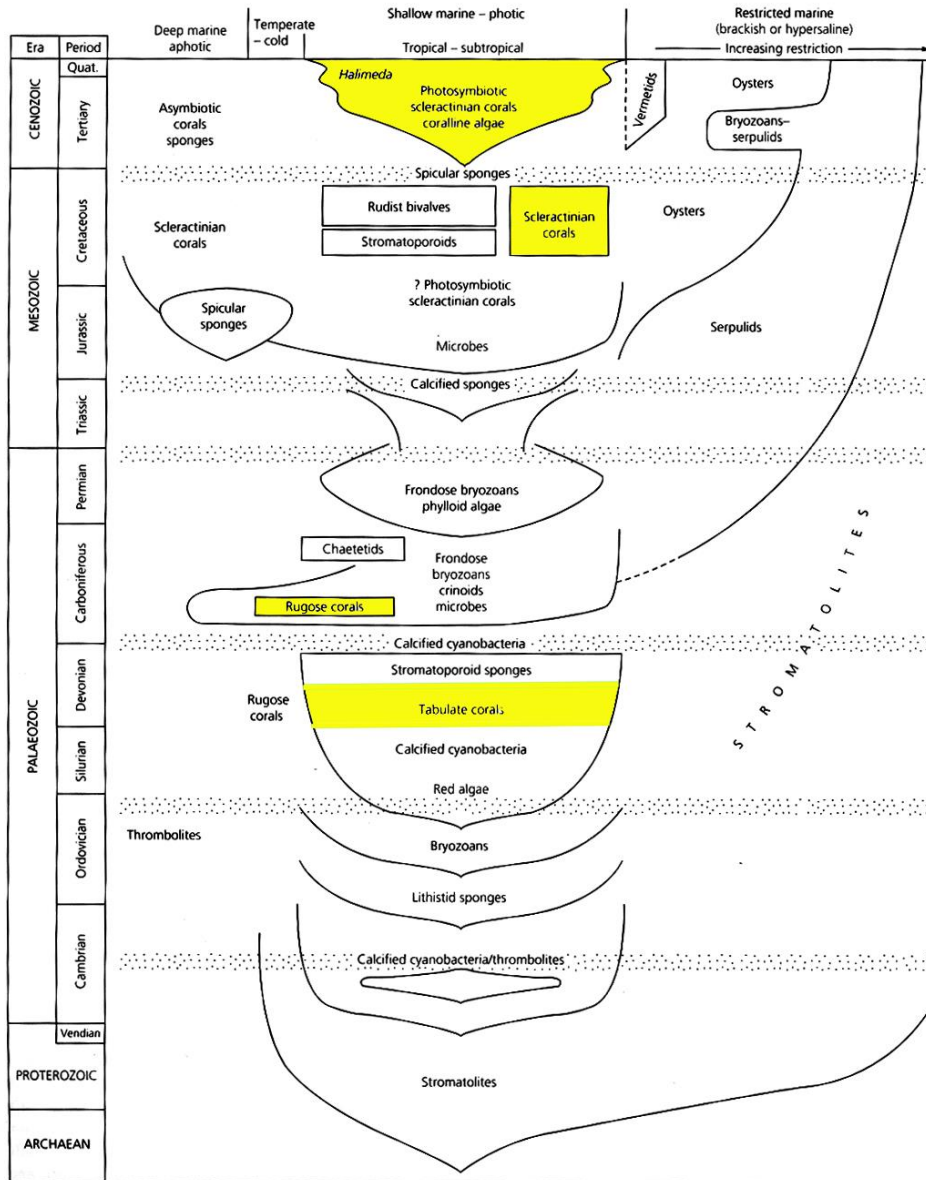 Shallow marine – photic
Restricted marine
(brackish or hypersaline)
Deep marine
aphotic
Temperate
– cold
Tropical – subtropical
Increasing restriction
Era
Period
CENOZOIC
Quat.
Tertiary
Halimeda
Photosymbiotic
scleractinian corals
coralline algae
Asymbiotic
corals
sponges
Vermetids
Oysters
Bryozoans–
serpulids
Spicular sponges
MESOZOIC
Cretaceous
Rudist bivalves
Stromatoporoids
Scleractinian
corals
Scleractinian
corals
Oysters
? Photosymbiotic
scleractinian corals
Jurassic
Spicular
sponges
Microbes
Serpulids
Calcified sponges
Triassic
PALAEOZOIC
Permian
Frondose bryozoans
phylloid algae
Carboniferous
Chaetetids
Frondose
bryozoans
crinoids
microbes
Rugose corals
STROMATOLITES
Calcified cyanobacteria
Devonian
Stromatoporoid sponges
Rugose
corals
Tabulate corals
Silurian
Calcified cyanobacteria
Red algae
Ordovician
Thrombolites
Bryozoans
Lithistid sponges
Cambrian
Calcified cyanobacteria/thrombolites
Vendian
PROTEROZOIC
Stromatolites
ARCHAEAN